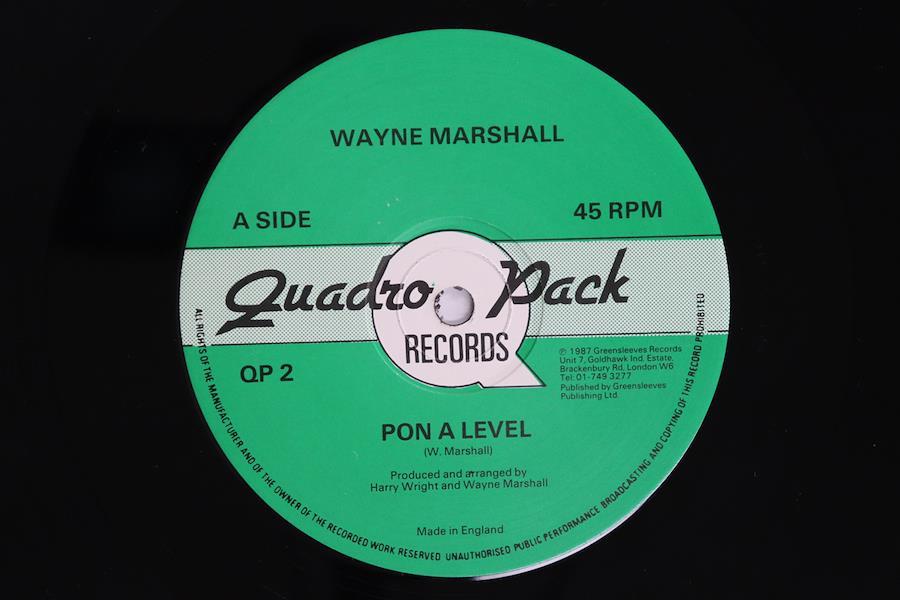 WAYNE MARSHALL
A SIDE
45 RPM
Quadro Pack
RECORDS
QP 2
℗ 1987 Greensleeves Records
Unit 7, Goldhawk Ind. Estate,
Brackenbury Rd, London W6
Tel: 01-749 3277
Published by Greensleeves
Publishing Ltd.
PON A LEVEL
(W. Marshall)
Produced and arranged by
Harry Wright and Wayne Marshall
Made in England
ALL RIGHTS OF THE MANUFACTURER AND OF THE OWNER OF THE RECORDED WORK RESERVED UNAUTHORISED PUBLIC PERFORMANCE BROADCASTING AND COPYING OF THIS RECORD PROHIBITED